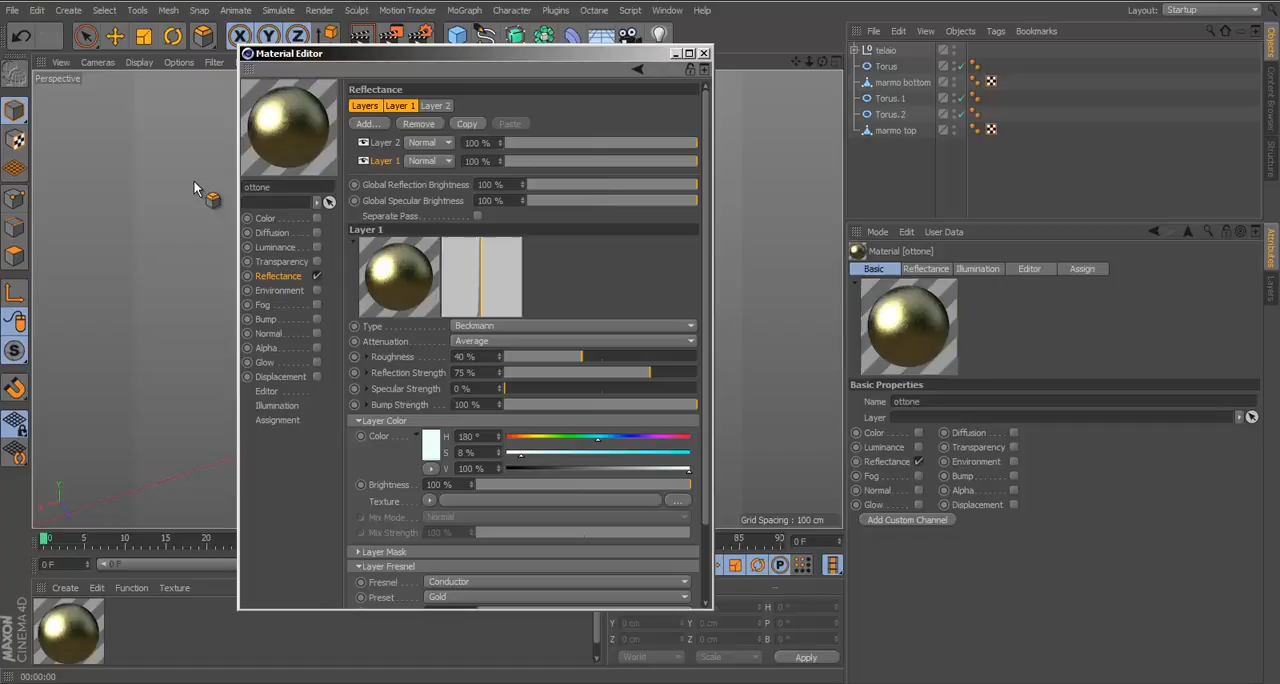 File Edit Create Select Tools Mesh Snap Animate Simulate Render Sculpt Motion Tracker MoGraph Character Plugins Octane Script Window Help
Layout: Startup
View Cameras Display Options Filter
Perspective
Material Editor
File Edit View Objects Tags Bookmarks
telaio
Torus
marmo bottom
Torus.1
Torus.2
marmo top
Objects
Content Browser
Structure
Reflectance
Layers Layer 1 Layer 2
Add... Remove Copy Paste
Layer 2 Normal 100 %
Layer 1 Normal 100 %
Global Reflection Brightness 100 %
Global Specular Brightness 100 %
Separate Pass
Layer 1
ottone
Color
Diffusion
Luminance
Transparency
Reflectance
Environment
Fog
Bump
Normal
Alpha
Glow
Displacement
Editor
Illumination
Assignment
Type Beckmann
Attenuation Average
Roughness 40 %
Reflection Strength 75 %
Specular Strength 0 %
Bump Strength 100 %
Layer Color
Color H 180 °
S 8 %
V 100 %
Brightness 100 %
Texture ...
Mix Mode Normal
Mix Strength 100 %
Layer Mask
Layer Fresnel
Fresnel Conductor
Preset Gold
Mode Edit User Data
Material [ottone]
Basic Reflectance Illumination Editor Assign
Basic Properties
Name ottone
Layer
Color Diffusion
Luminance Transparency
Reflectance Environment
Fog Bump
Normal Alpha
Glow Displacement
Add Custom Channel
Attributes
Layers
Grid Spacing : 100 cm
0 5 10 15 20 85 90 0 F
0 F 0 F
Create Edit Function Texture
H 0 °
Y 0 cm Y 0 cm P 0 °
Z 0 cm Z 0 cm B 0 °
World Scale Apply
MAXON CINEMA 4D
00:00:00